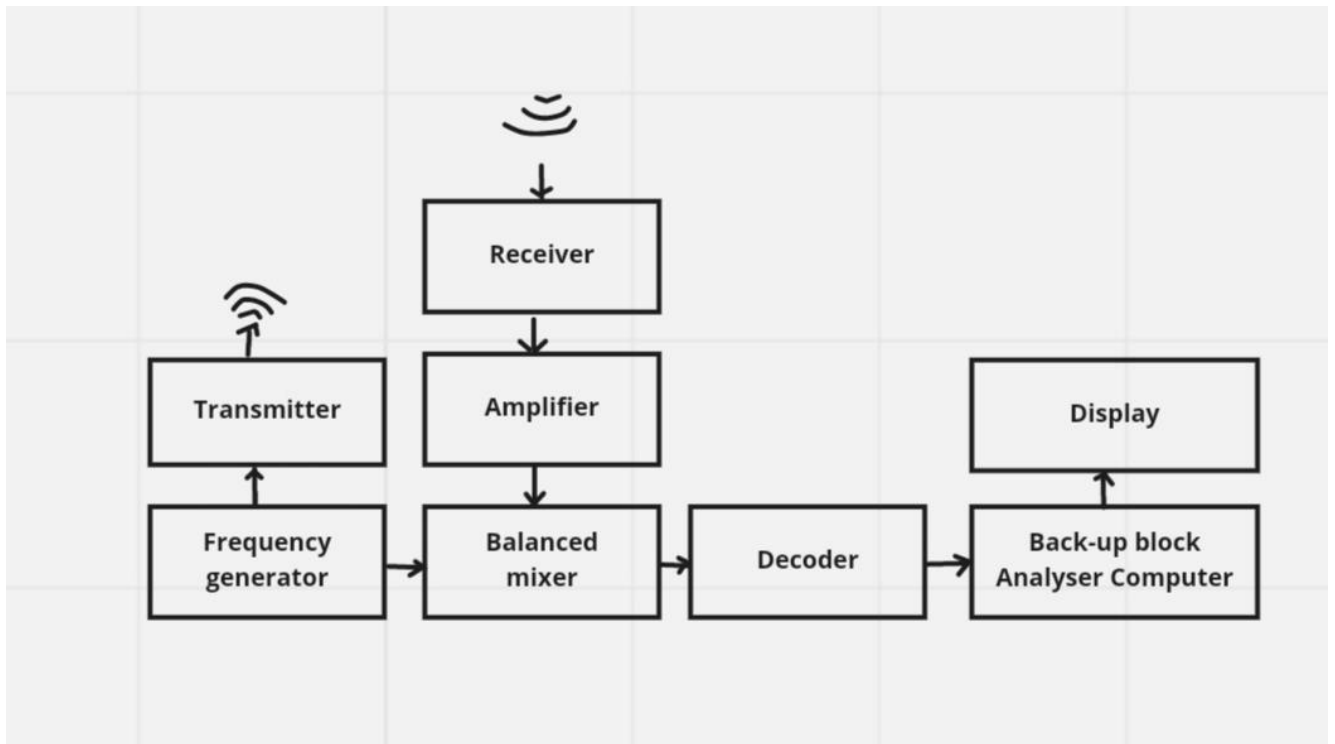 Receiver
Transmitter
Amplifier
Display
Frequency
generator
Balanced
mixer
Decoder
Back-up block
Analyser Computer